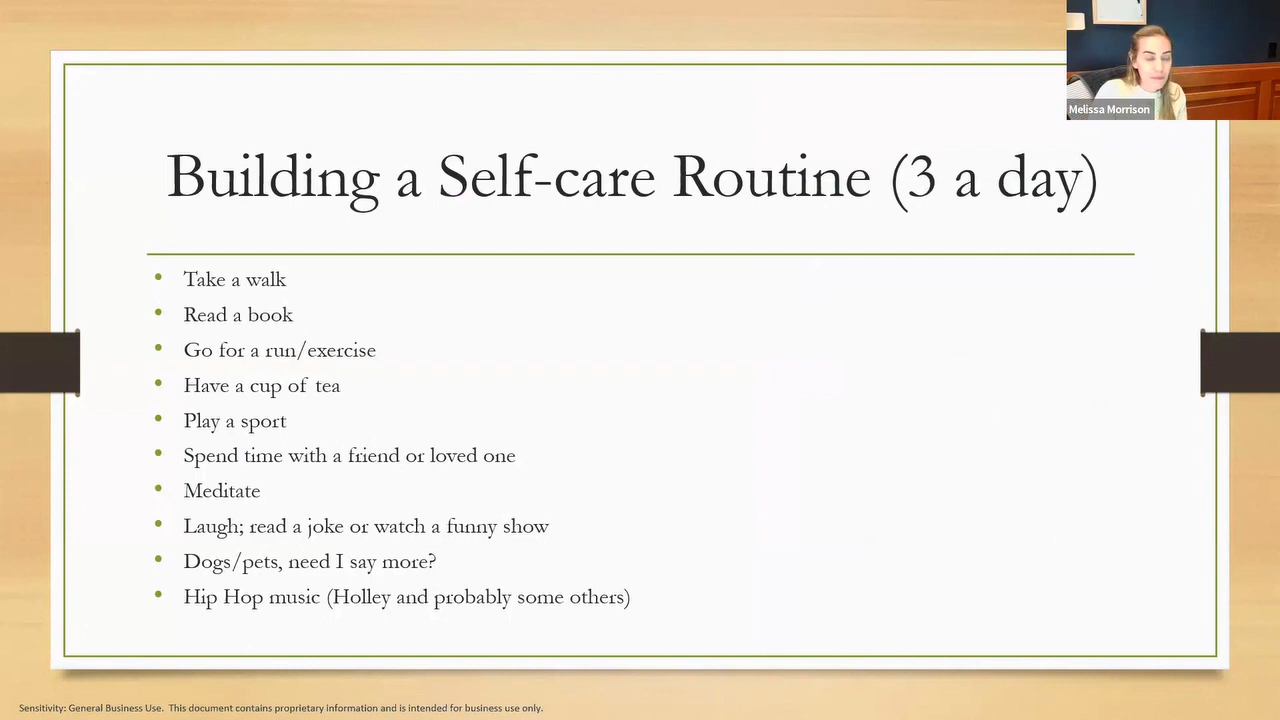 Melissa Morrison
Building a Self-care Routine (3 a day)
• Take a walk
• Read a book
• Go for a run/exercise
• Have a cup of tea
• Play a sport
• Spend time with a friend or loved one
• Meditate
• Laugh; read a joke or watch a funny show
• Dogs/pets, need I say more?
• Hip Hop music (Holley and probably some others)
Sensitivity: General Business Use.  This document contains proprietary information and is intended for business use only.